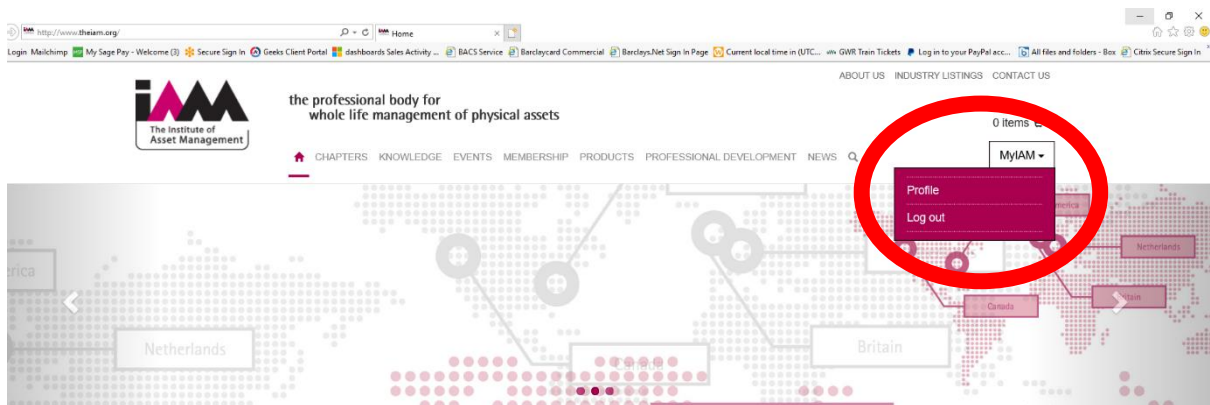 http://www.theiam.org/
Home
Login Mailchimp My Sage Pay - Welcome (3) Secure Sign In Geeks Client Portal dashboards Sales Activity ... BACS Service Barclaycard Commercial Barclays.Net Sign In Page Current local time in (UTC... GWR Train Tickets Log in to your PayPal acc... All files and folders - Box Citrix Secure Sign In
ABOUT US INDUSTRY LISTINGS CONTACT US
IAM
The Institute of
Asset Management
the professional body for
whole life management of physical assets
0 items
CHAPTERS KNOWLEDGE EVENTS MEMBERSHIP PRODUCTS PROFESSIONAL DEVELOPMENT NEWS
MyIAM
Profile
Log out
Netherlands
Canada
Netherlands
Britain
Canada